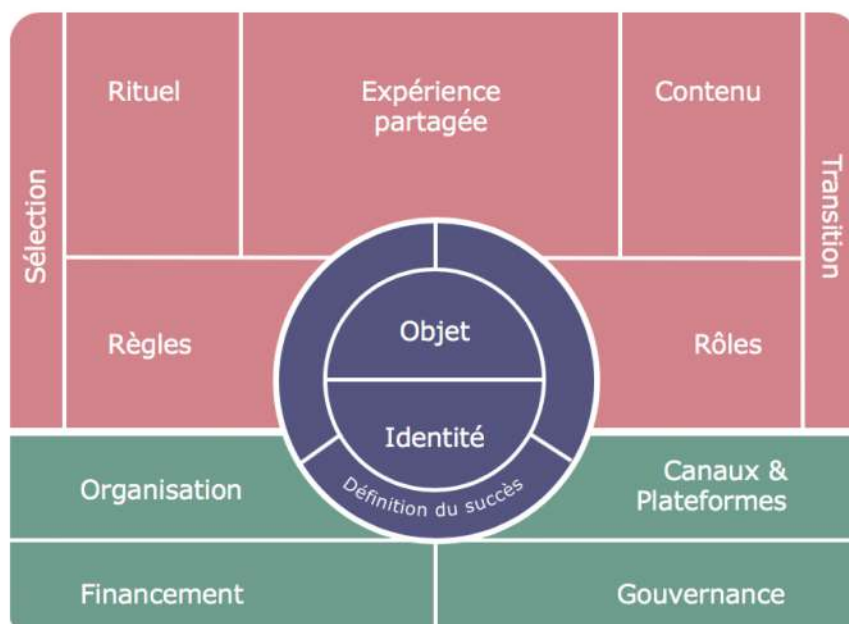 Rituel
Expérience
partagée
Contenu
Sélection
Transition
Règles
Objet
Rôles
Identité
Définition du succès
Organisation
Canaux &
Plateformes
Financement
Gouvernance